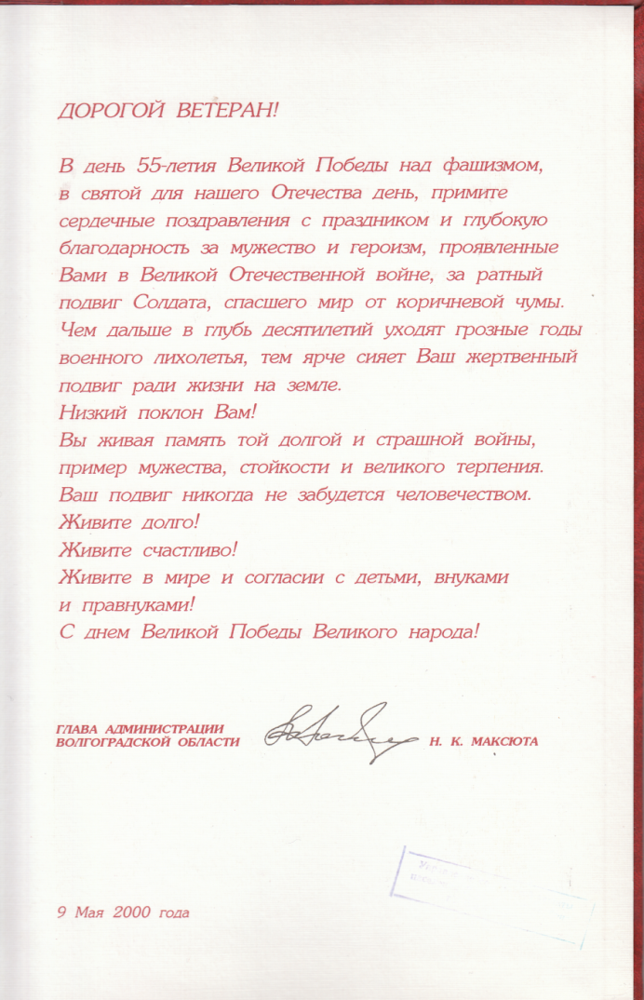 ДОРОГОЙ ВЕТЕРАН!
В день 55-летия Великой Победы над фашизмом,
в святой для нашего Отечества день, примите
сердечные поздравления с праздником и глубокую
благодарность за мужество и героизм, проявленные
Вами в Великой Отечественной войне, за ратный
подвиг Солдата, спасшего мир от коричневой чумы.
Чем дальше в глубь десятилетий уходят грозные годы
военного лихолетья, тем ярче сияет Ваш жертвенный
подвиг ради жизни на земле.
Низкий поклон Вам!
Вы живая память той долгой и страшной войны,
пример мужества, стойкости и великого терпения.
Ваш подвиг никогда не забудется человечеством.
Живите долго!
Живите счастливо!
Живите в мире и согласии с детьми, внуками
и правнуками!
С днем Великой Победы Великого народа!
ГЛАВА АДМИНИСТРАЦИИ
ВОЛГОГРАДСКОЙ ОБЛАСТИ Н. К. МАКСЮТА
9 Мая 2000 года